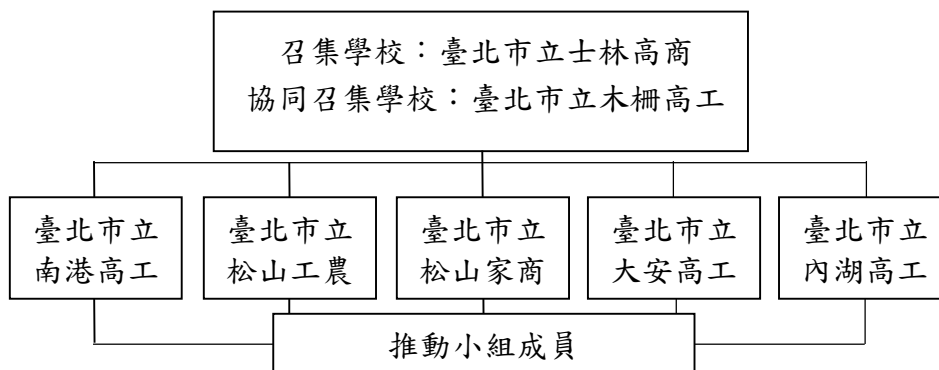 召集學校：臺北市立士林高商
協同召集學校：臺北市立木柵高工
臺北市立
南港高工
臺北市立
松山工農
臺北市立
松山家商
臺北市立
大安高工
臺北市立
內湖高工
推動小組成員